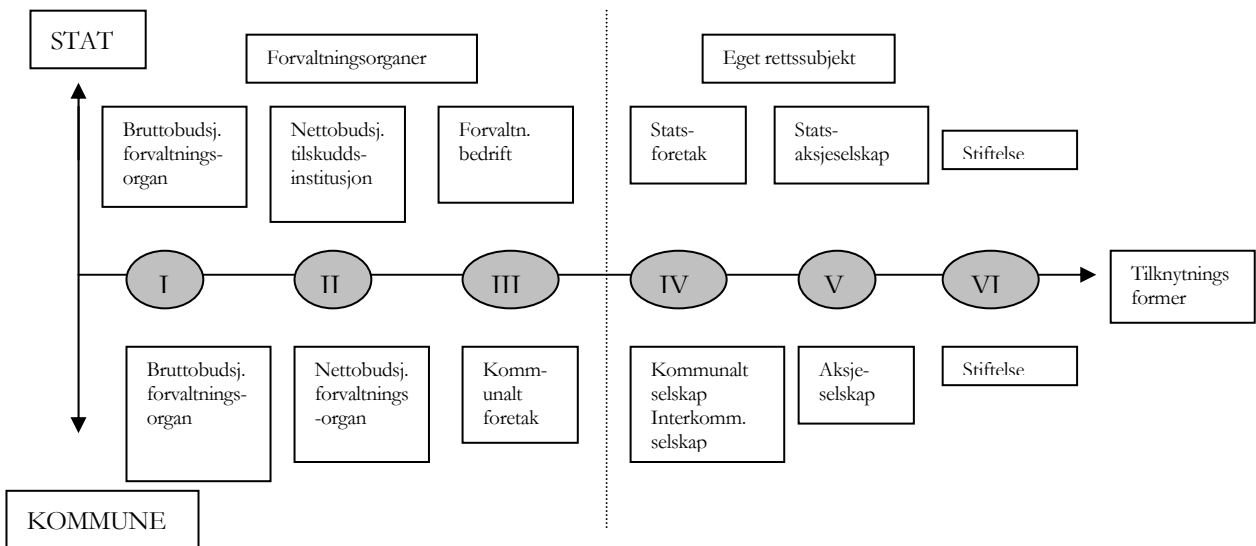 STAT
Forvaltningsorganer
Eget rettssubjekt
Bruttobudsj.
forvaltnings-
organ
Nettobudsj.
tilskudds-
institusjon
Forvaltn.
bedrift
Stats-
foretak
Stats-
aksjeselskap
Stiftelse
I
II
III
IV
V
VI
Tilknytnings
former
Bruttobudsj.
forvaltnings-
organ
Nettobudsj.
forvaltnings
-organ
Komm-
unalt
foretak
Kommunalt
selskap
Interkomm.
selskap
Aksje-
selskap
Stiftelse
KOMMUNE